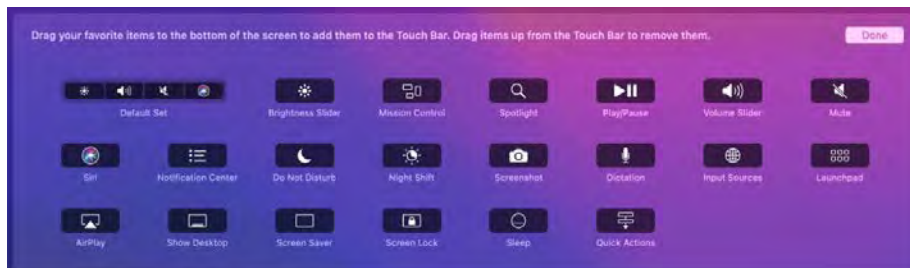 Drag your favorite items to the bottom of the screen to add them to the Touch Bar. Drag items up from the Touch Bar to remove them.
Done
Default Set
Brightness Slider
Mission Control
Spotlight
Play/Pause
Volume Slider
Mute
Siri
Notification Center
Do Not Disturb
Night Shift
Screenshot
Dictation
Input Sources
Launchpad
AirPlay
Show Desktop
Screen Saver
Screen Lock
Sleep
Quick Actions